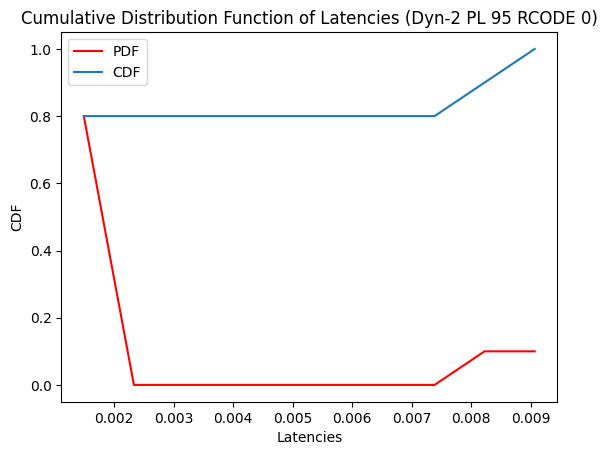 Cumulative Distribution Function of Latencies (Dyn-2 PL 95 RCODE 0)
PDF
CDF
1.0
0.8
0.6
0.4
0.2
0.0
CDF
0.002 0.003 0.004 0.005 0.006 0.007 0.008 0.009
Latencies